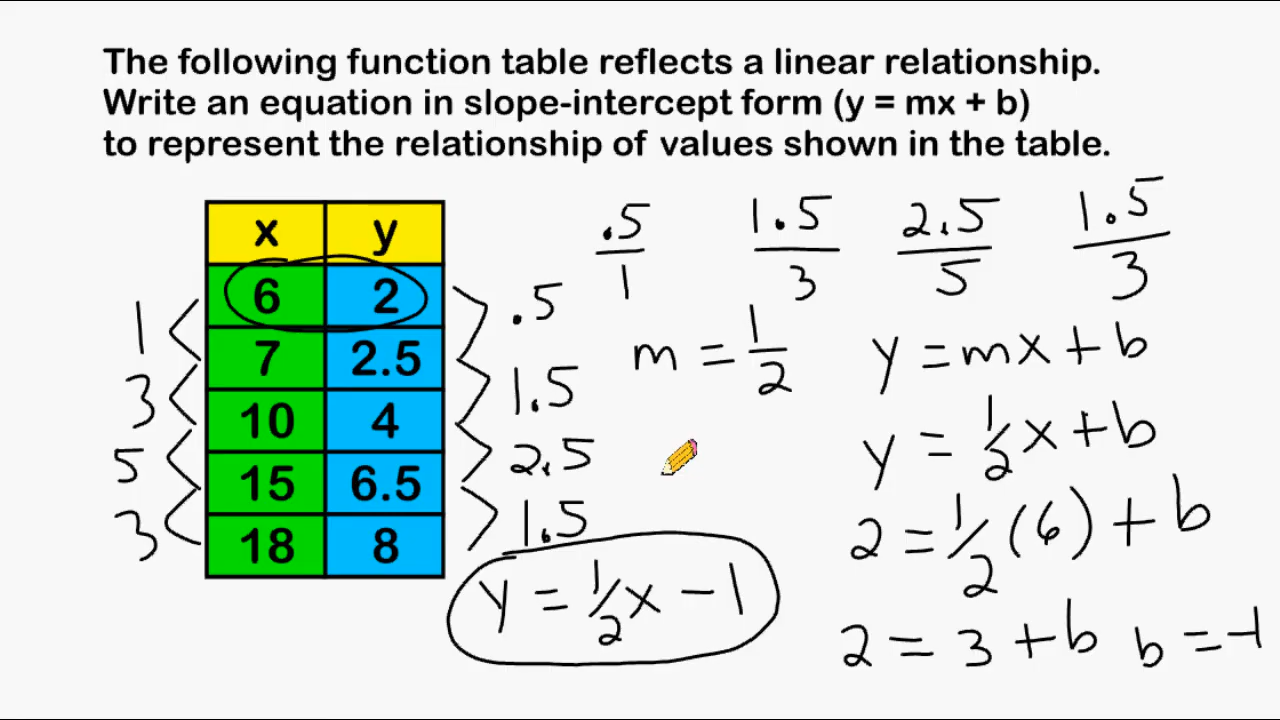 The following function table reflects a linear relationship.
Write an equation in slope-intercept form (y = mx + b)
to represent the relationship of values shown in the table.
x y
6 2
7 2.5
10 4
15 6.5
18 8
1
3
5
3
.5
1.5
2.5
1.5
.5/1 1.5/3 2.5/5 1.5/3
m = 1/2
y = mx + b
y = 1/2 x + b
2 = 1/2 (6) + b
2 = 3 + b b = -1
y = 1/2 x - 1